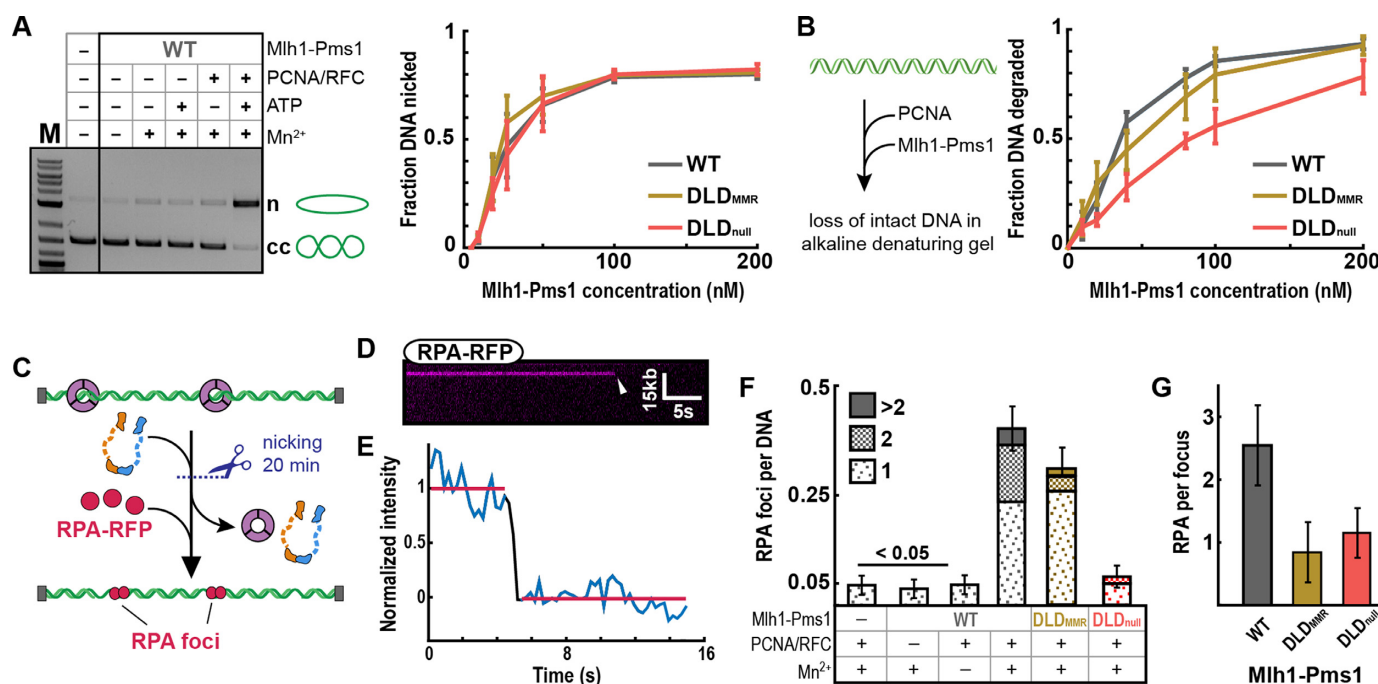 A
–
WT
Mlh1-Pms1
+ + PCNA/RFC
+ + ATP
– – + + + + Mn2+
M
n
cc
1
0.5
0
Fraction DNA nicked
WT
DLDMMR
DLDnull
0 100 200
Mlh1-Pms1 concentration (nM)
B
PCNA
Mlh1-Pms1
loss of intact DNA in
alkaline denaturing gel
1
0.5
0
Fraction DNA degraded
WT
DLDMMR
DLDnull
0 100 200
Mlh1-Pms1 concentration (nM)
C
nicking
20 min
RPA-RFP
RPA foci
D
RPA-RFP
15kb
5s
E
Normalized intensity
1
0
0 8 16
Time (s)
F
RPA foci per DNA
0.5
0.25
0.05
>2
2
1
< 0.05
Mlh1-Pms1 – WT DLDMMR DLDnull
PCNA/RFC + – + + + +
Mn2+ + + – + + +
G
RPA per focus
3
2
1
WT DLDMMR DLDnull
Mlh1-Pms1